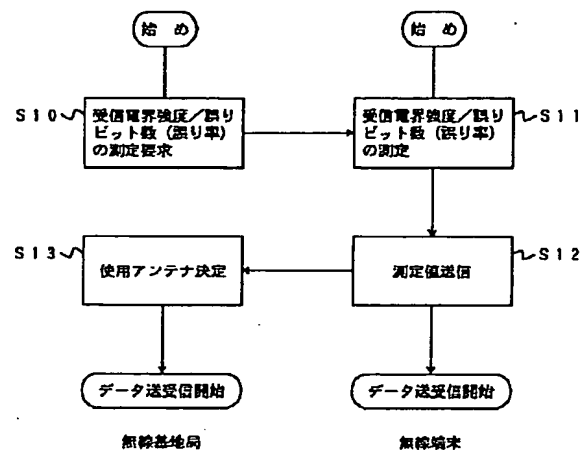 始め
始め
S10
受信電界強度/誤り
ビット数(誤り率)
の測定要求
受信電界強度/誤り
ビット数(誤り率)
の測定
S11
S13
使用アンテナ決定
測定値送信
S12
データ送受信開始
データ送受信開始
無線基地局
無線端末